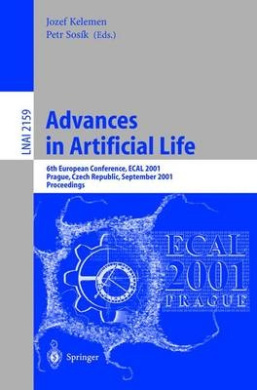 Jozef Kelemen
Petr Sosík (Eds.)
LNAI 2159
Advances
in Artificial Life
6th European Conference, ECAL 2001
Prague, Czech Republic, September 2001
Proceedings
ECAL
2001
PRAGUE
Springer